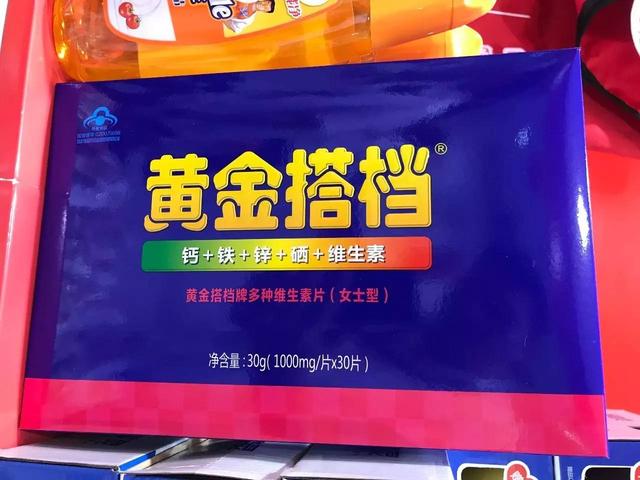 黄金搭档®
钙+铁+锌+硒+维生素
黄金搭档牌多种维生素片（女士型）
净含量:30g(1000mg/片x30片)